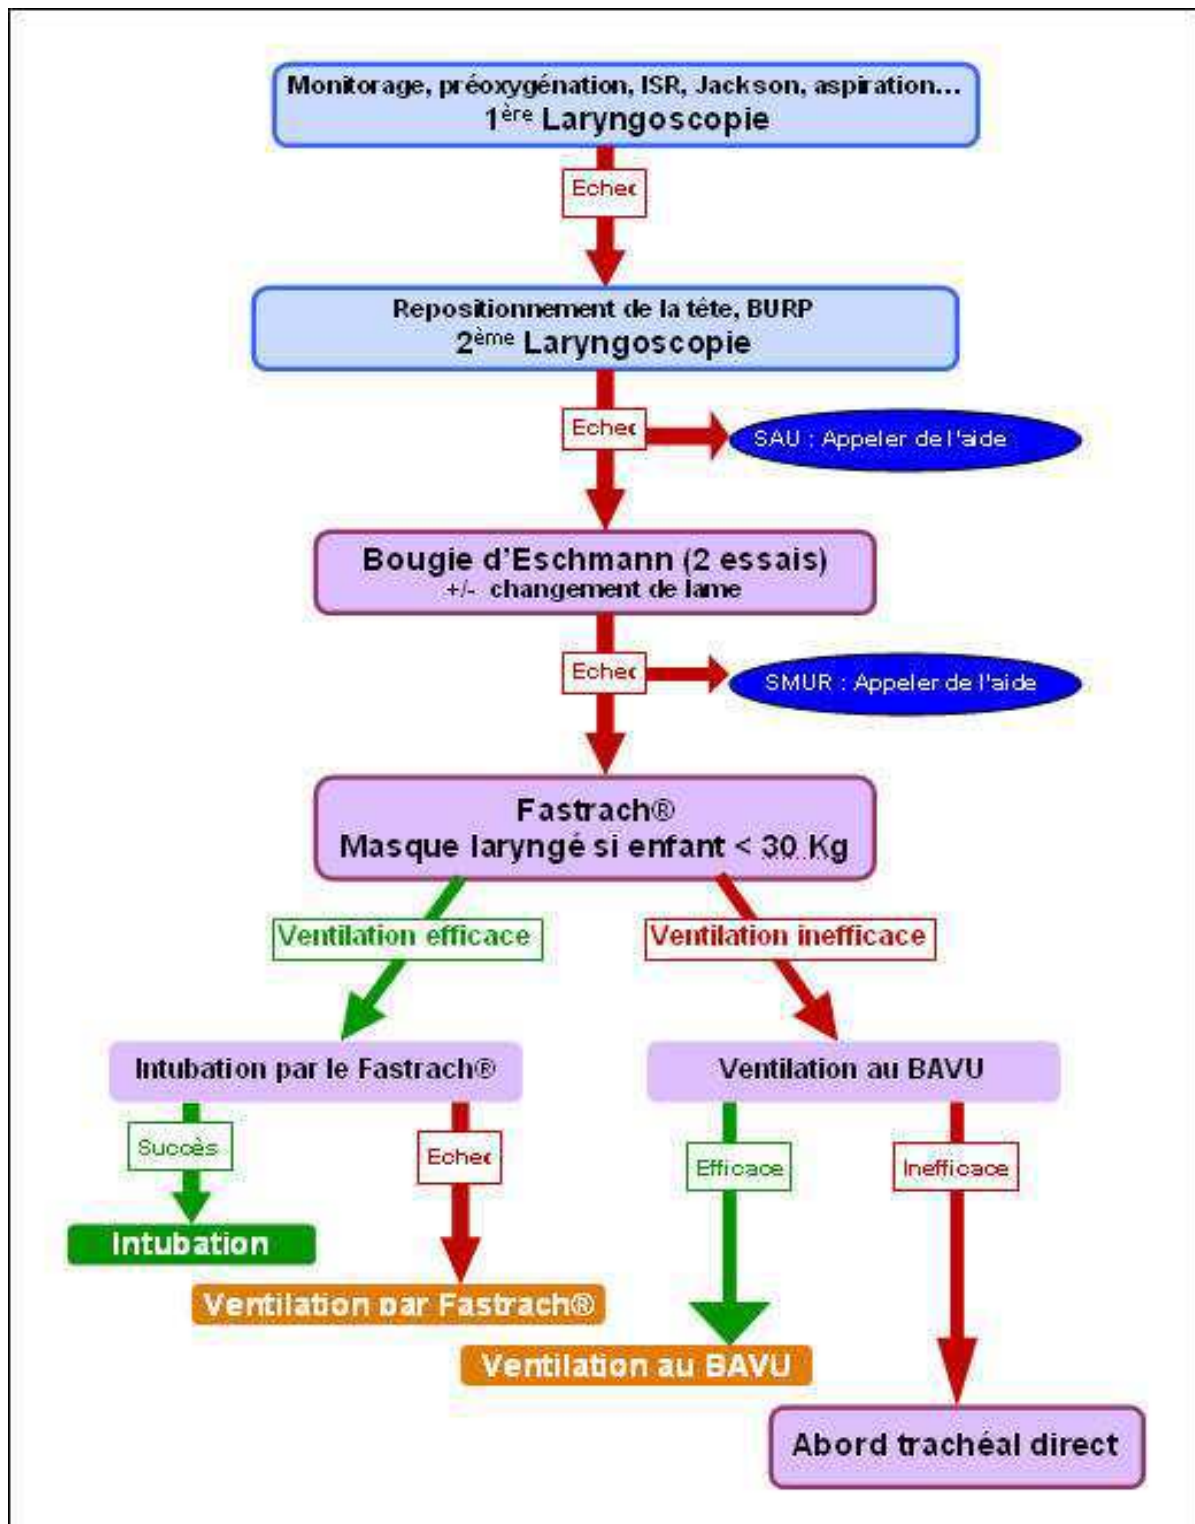 Monitorage, préoxygénation, ISR, Jackson, aspiration...
1ère Laryngoscopie
Echec
Repositionnement de la tête, BURP
2ème Laryngoscopie
Echec
SAU : Appeler de l'aide
Bougie d'Eschmann (2 essais)
+/- changement de lame
Echec
SMUR : Appeler de l'aide
Fastrach®
Masque laryngé si enfant < 30 Kg
Ventilation efficace
Ventilation inefficace
Intubation par le Fastrach®
Ventilation au BAVU
Succès
Echec
Efficace
Inefficace
Intubation
Ventilation par Fastrach®
Ventilation au BAVU
Abord trachéal direct